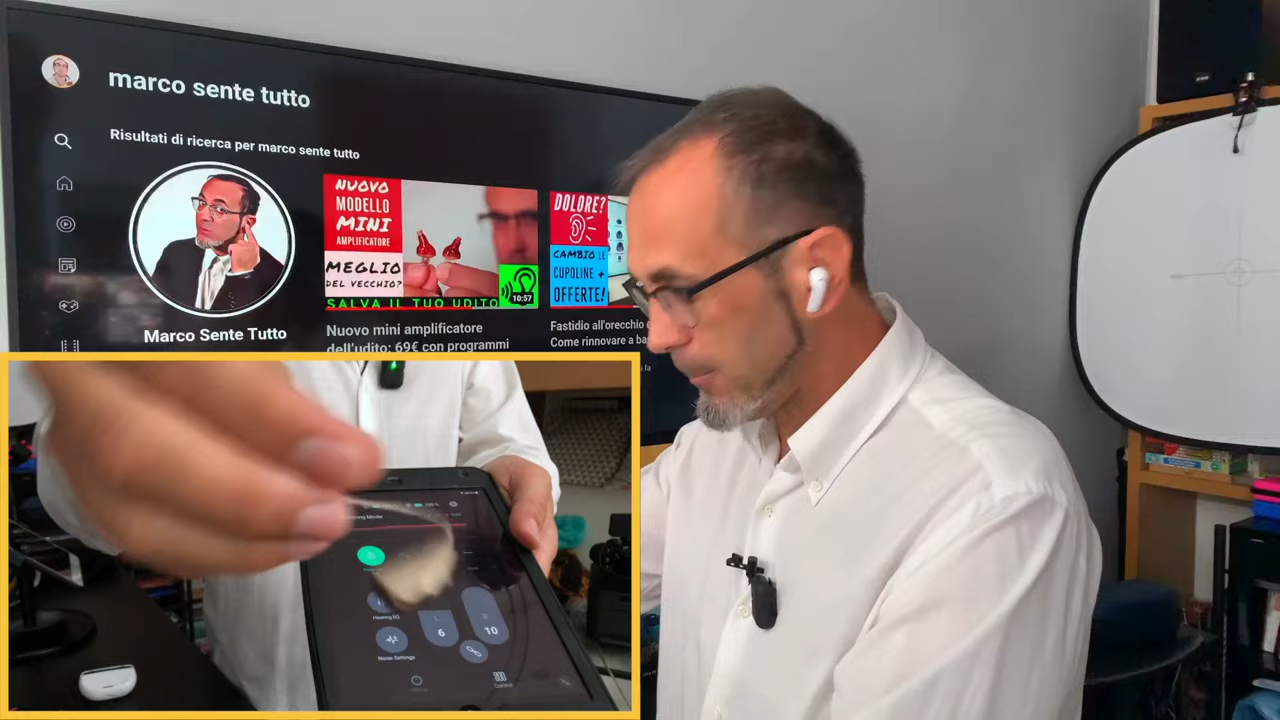 marco sente tutto
Risultati di ricerca per marco sente tutto
NUOVO
MODELLO
MINI
AMPLIFICATORE
MEGLIO
DEL VECCHIO?
SALVA IL TUO UDITO
10:57
DOLORE?
CAMBIO LE
CUPOLINE +
OFFERTE!
Marco Sente Tutto
Nuovo mini amplificatore
dell'udito: 69€ con programmi
Fastidio all'orecchio
Come rinnovare a
Hearing EQ
6
10
Noise Settings
Control